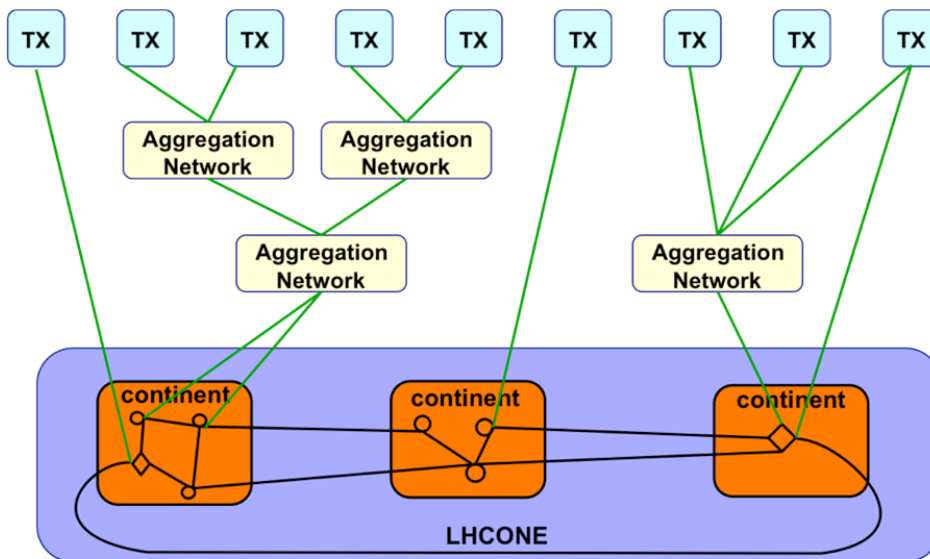 TX
TX
TX
TX
TX
TX
TX
TX
TX
Aggregation
Network
Aggregation
Network
Aggregation
Network
Aggregation
Network
continent
continent
continent
LHCONE